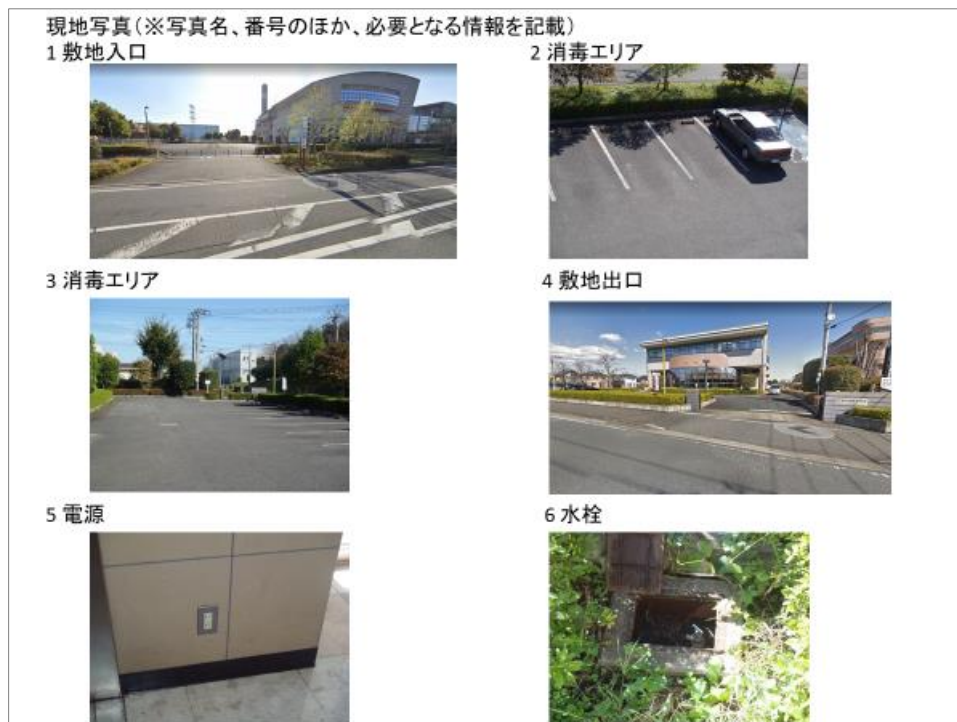 現地写真(※写真名、番号のほか、必要となる情報を記載)
1 敷地入口
2 消毒エリア
3 消毒エリア
4 敷地出口
5 電源
6 水栓